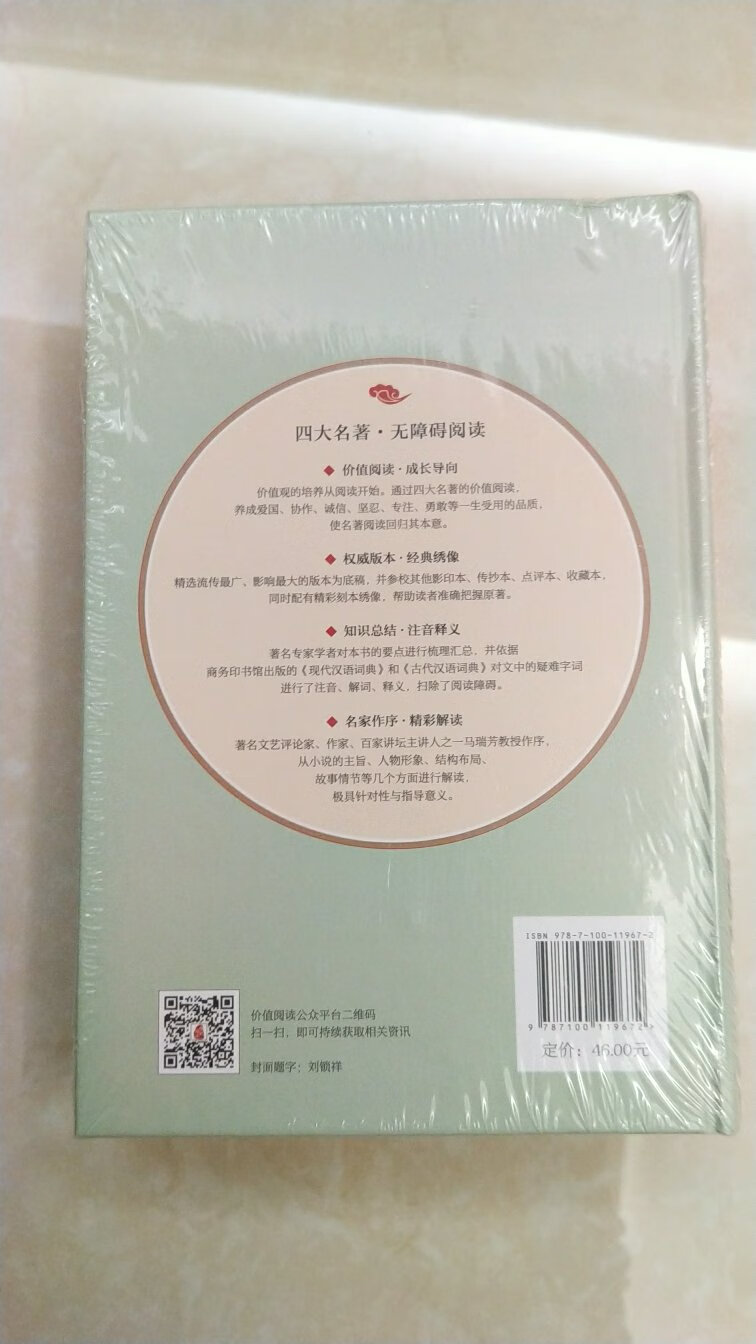 四大名著·无障碍阅读
◆ 价值阅读·成长导向
价值观的培养从阅读开始。通过四大名著的价值阅读，
养成爱国、协作、诚信、坚忍、专注、勇敢等一生受用的品质，
使名著阅读回归其本意。
◆ 权威版本·经典绣像
精选流传最广、影响最大的版本为底稿，并参校其他影印本、传抄本、点评本、收藏本，
同时配有精彩刻本绣像，帮助读者准确把握原著。
◆ 知识总结·注音释义
著名专家学者对本书的要点进行梳理汇总，并依据
商务印书馆出版的《现代汉语词典》和《古代汉语词典》对文中的疑难字词
进行了注音、解词、释义，扫除了阅读障碍。
◆ 名家作序·精彩解读
著名文艺评论家、作家、百家讲坛主讲人之一马瑞芳教授作序，
从小说的主旨、人物形象、结构布局、
故事情节等几个方面进行解读，
极具针对性与指导意义。
ISBN 978-7-100-11967-2
9 787100 119672 >
定价：46.00元
价值阅读公众平台二维码
扫一扫，即可持续获取相关资讯
封面题字：刘锁祥